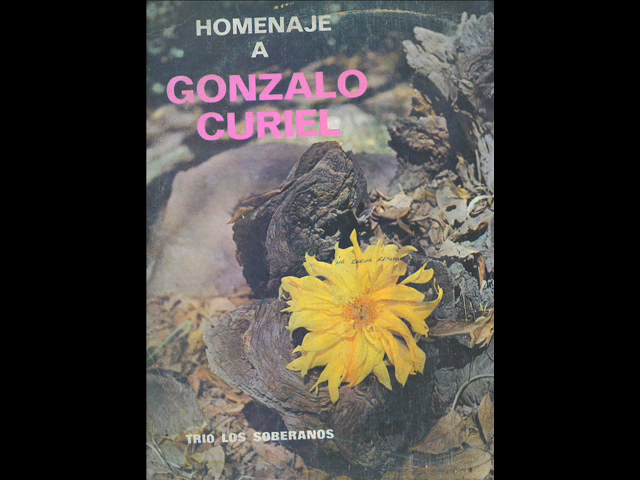 HOMENAJE
A
GONZALO
CURIEL
TRIO LOS SOBERANOS